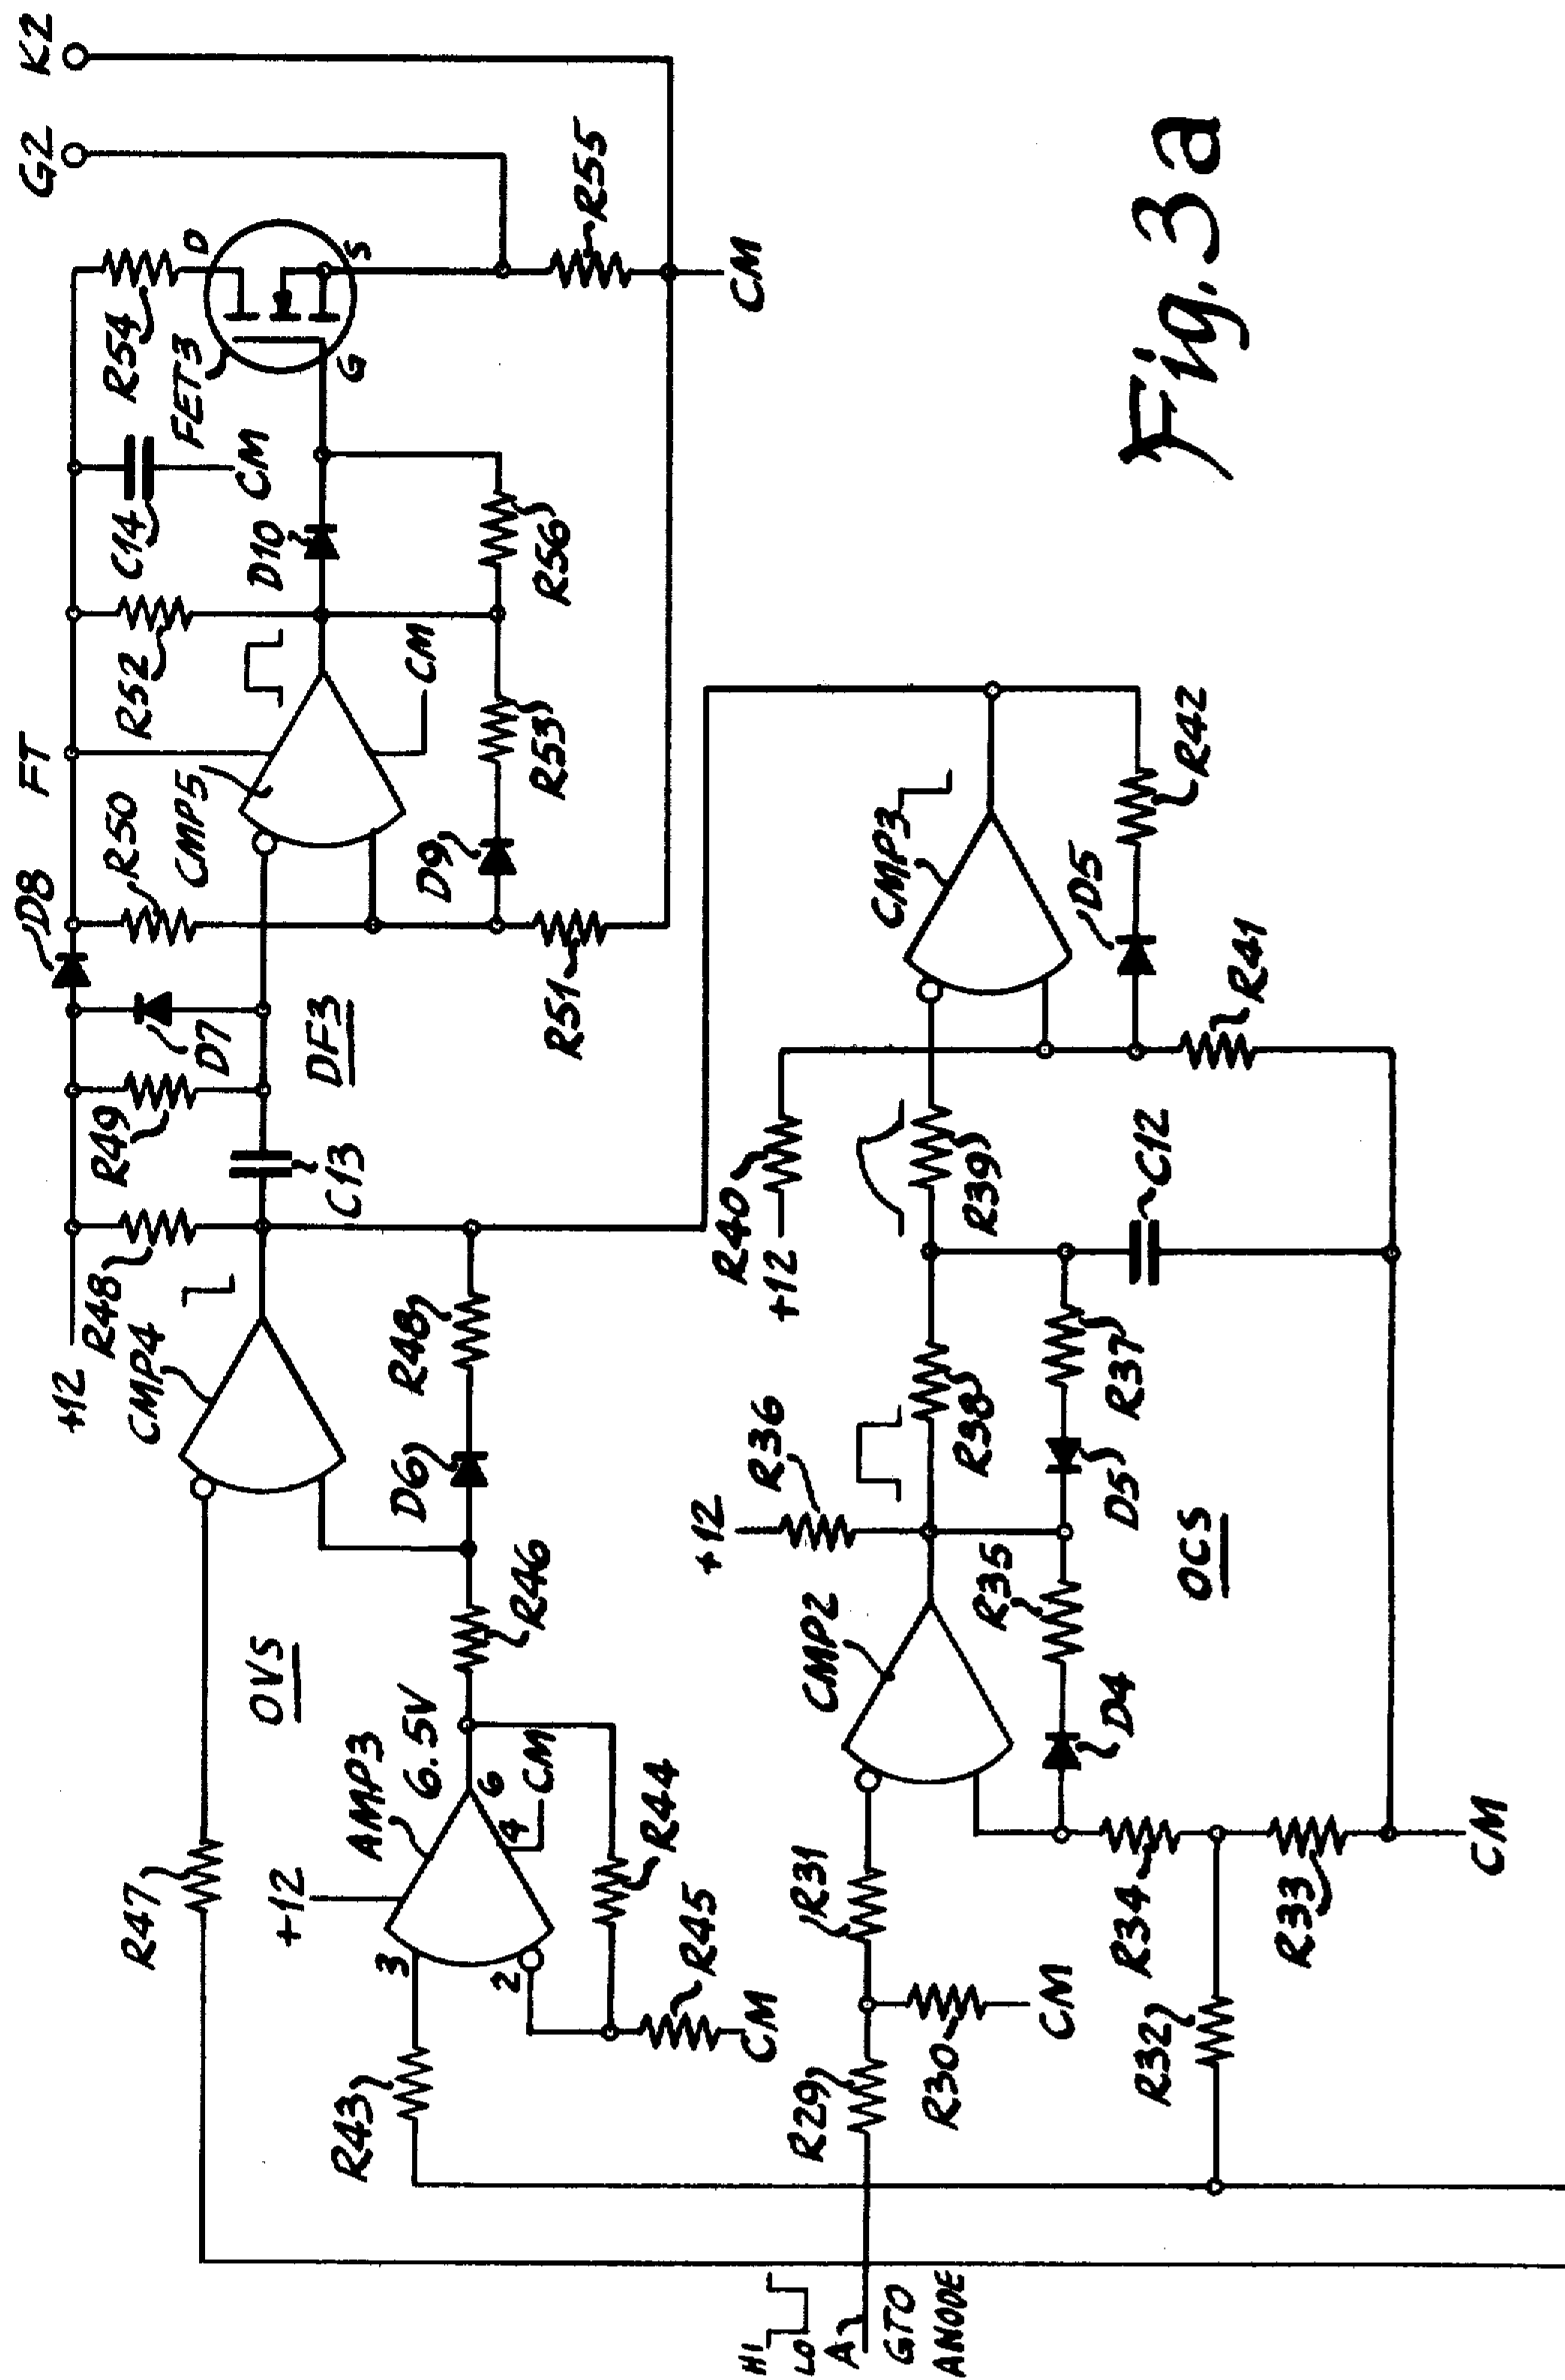 +12
R48
R49
D7
D8
FT
R50
R52
C14
R54
FET3
D
S
G
G2
K2
CMP4
C13
DF3
CMP5
D10
CM
CM
R47
OVS
D6
R48
D9
R53
R56
R51
R55
CM
+12
AMP3
6.5V
3
2
6
4
CM
R46
R43
R44
R45
CM
+12
R36
R40
+12
CMP3
HI
LO
A
GTO
ANODE
R29
R31
R30
CM
CMP2
R38
R39
D5
R42
R35
D5
R37
C12
R41
D4
OCS
R32
R34
R33
CM
Fig. 3a